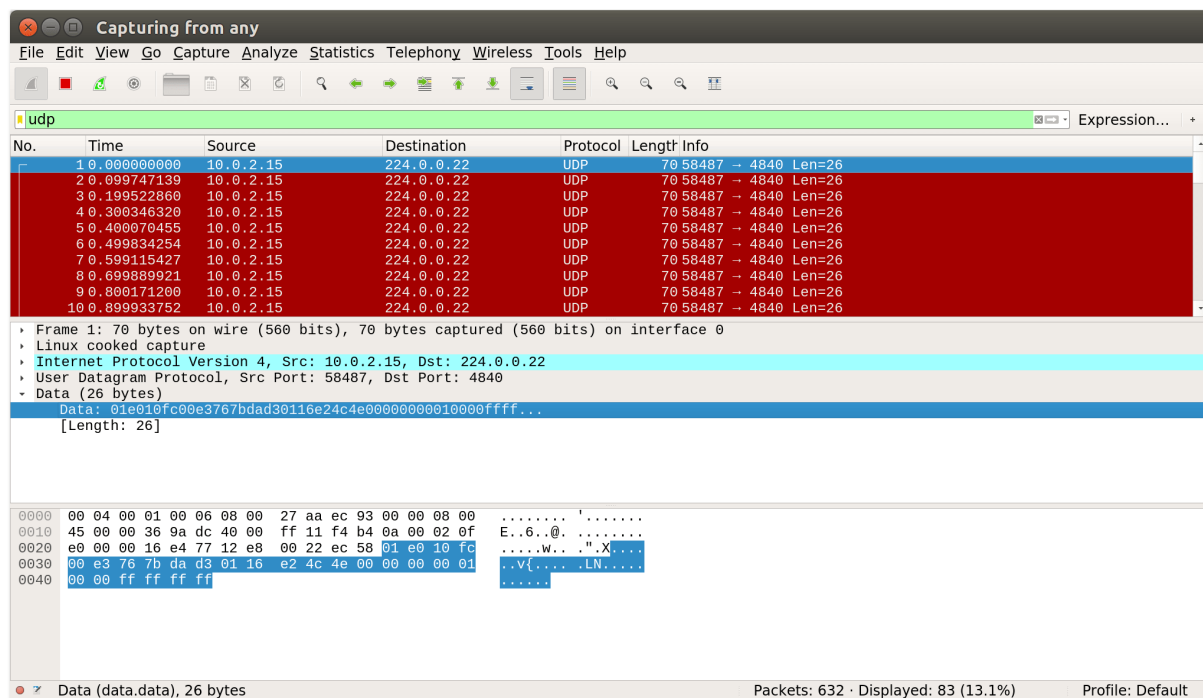 Capturing from any
File Edit View Go Capture Analyze Statistics Telephony Wireless Tools Help
udp Expression... +
No. Time Source Destination Protocol Length Info
1 0.000000000 10.0.2.15 224.0.0.22 UDP 70 58487 → 4840 Len=26
2 0.099747139 10.0.2.15 224.0.0.22 UDP 70 58487 → 4840 Len=26
3 0.199522860 10.0.2.15 224.0.0.22 UDP 70 58487 → 4840 Len=26
4 0.300346320 10.0.2.15 224.0.0.22 UDP 70 58487 → 4840 Len=26
5 0.400070455 10.0.2.15 224.0.0.22 UDP 70 58487 → 4840 Len=26
6 0.499834254 10.0.2.15 224.0.0.22 UDP 70 58487 → 4840 Len=26
7 0.599115427 10.0.2.15 224.0.0.22 UDP 70 58487 → 4840 Len=26
8 0.699889921 10.0.2.15 224.0.0.22 UDP 70 58487 → 4840 Len=26
9 0.800171200 10.0.2.15 224.0.0.22 UDP 70 58487 → 4840 Len=26
10 0.899933752 10.0.2.15 224.0.0.22 UDP 70 58487 → 4840 Len=26
Frame 1: 70 bytes on wire (560 bits), 70 bytes captured (560 bits) on interface 0
Linux cooked capture
Internet Protocol Version 4, Src: 10.0.2.15, Dst: 224.0.0.22
User Datagram Protocol, Src Port: 58487, Dst Port: 4840
Data (26 bytes)
Data: 01e010fc00e3767bdad30116e24c4e00000000010000ffff...
[Length: 26]
0000 00 04 00 01 00 06 08 00 27 aa ec 93 00 00 08 00 ........ '.......
0010 45 00 00 36 9a dc 40 00 ff 11 f4 b4 0a 00 02 0f E..6..@. ........
0020 e0 00 00 16 e4 77 12 e8 00 22 ec 58 01 e0 10 fc .....w.. .".X....
0030 00 e3 76 7b da d3 01 16 e2 4c 4e 00 00 00 00 01 ..v{.... .LN.....
0040 00 00 ff ff ff ff ......
Data (data.data), 26 bytes Packets: 632 · Displayed: 83 (13.1%) Profile: Default